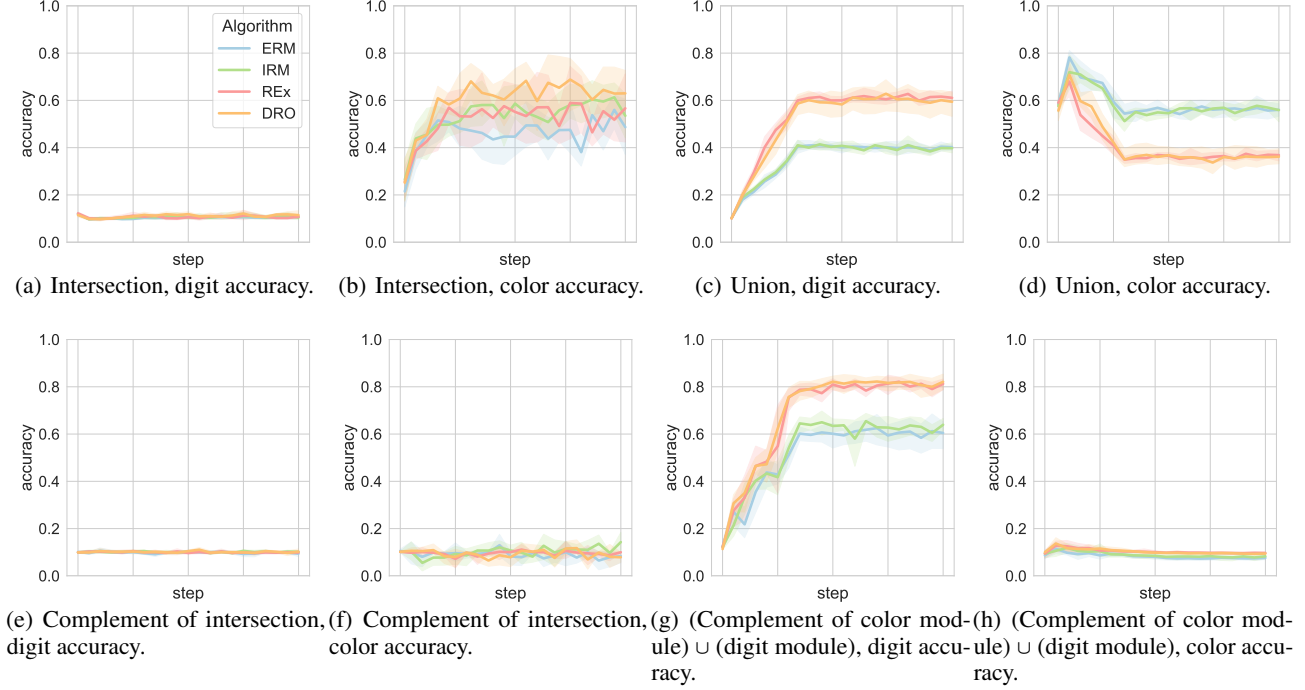 1.0
0.8
0.6
0.4
0.2
0.0
accuracy
step
Algorithm
ERM
IRM
REx
DRO
(a) Intersection, digit accuracy.
1.0
0.8
0.6
0.4
0.2
0.0
accuracy
step
(b) Intersection, color accuracy.
1.0
0.8
0.6
0.4
0.2
0.0
accuracy
step
(c) Union, digit accuracy.
1.0
0.8
0.6
0.4
0.2
0.0
accuracy
step
(d) Union, color accuracy.
1.0
0.8
0.6
0.4
0.2
0.0
accuracy
step
(e) Complement of intersection,
digit accuracy.
1.0
0.8
0.6
0.4
0.2
0.0
accuracy
step
(f) Complement of intersection,
color accuracy.
1.0
0.8
0.6
0.4
0.2
0.0
accuracy
step
(g) (Complement of color mod-
ule) ∪ (digit module), digit accu-
racy.
1.0
0.8
0.6
0.4
0.2
0.0
accuracy
step
(h) (Complement of color mod-
ule) ∪ (digit module), color accu-
racy.